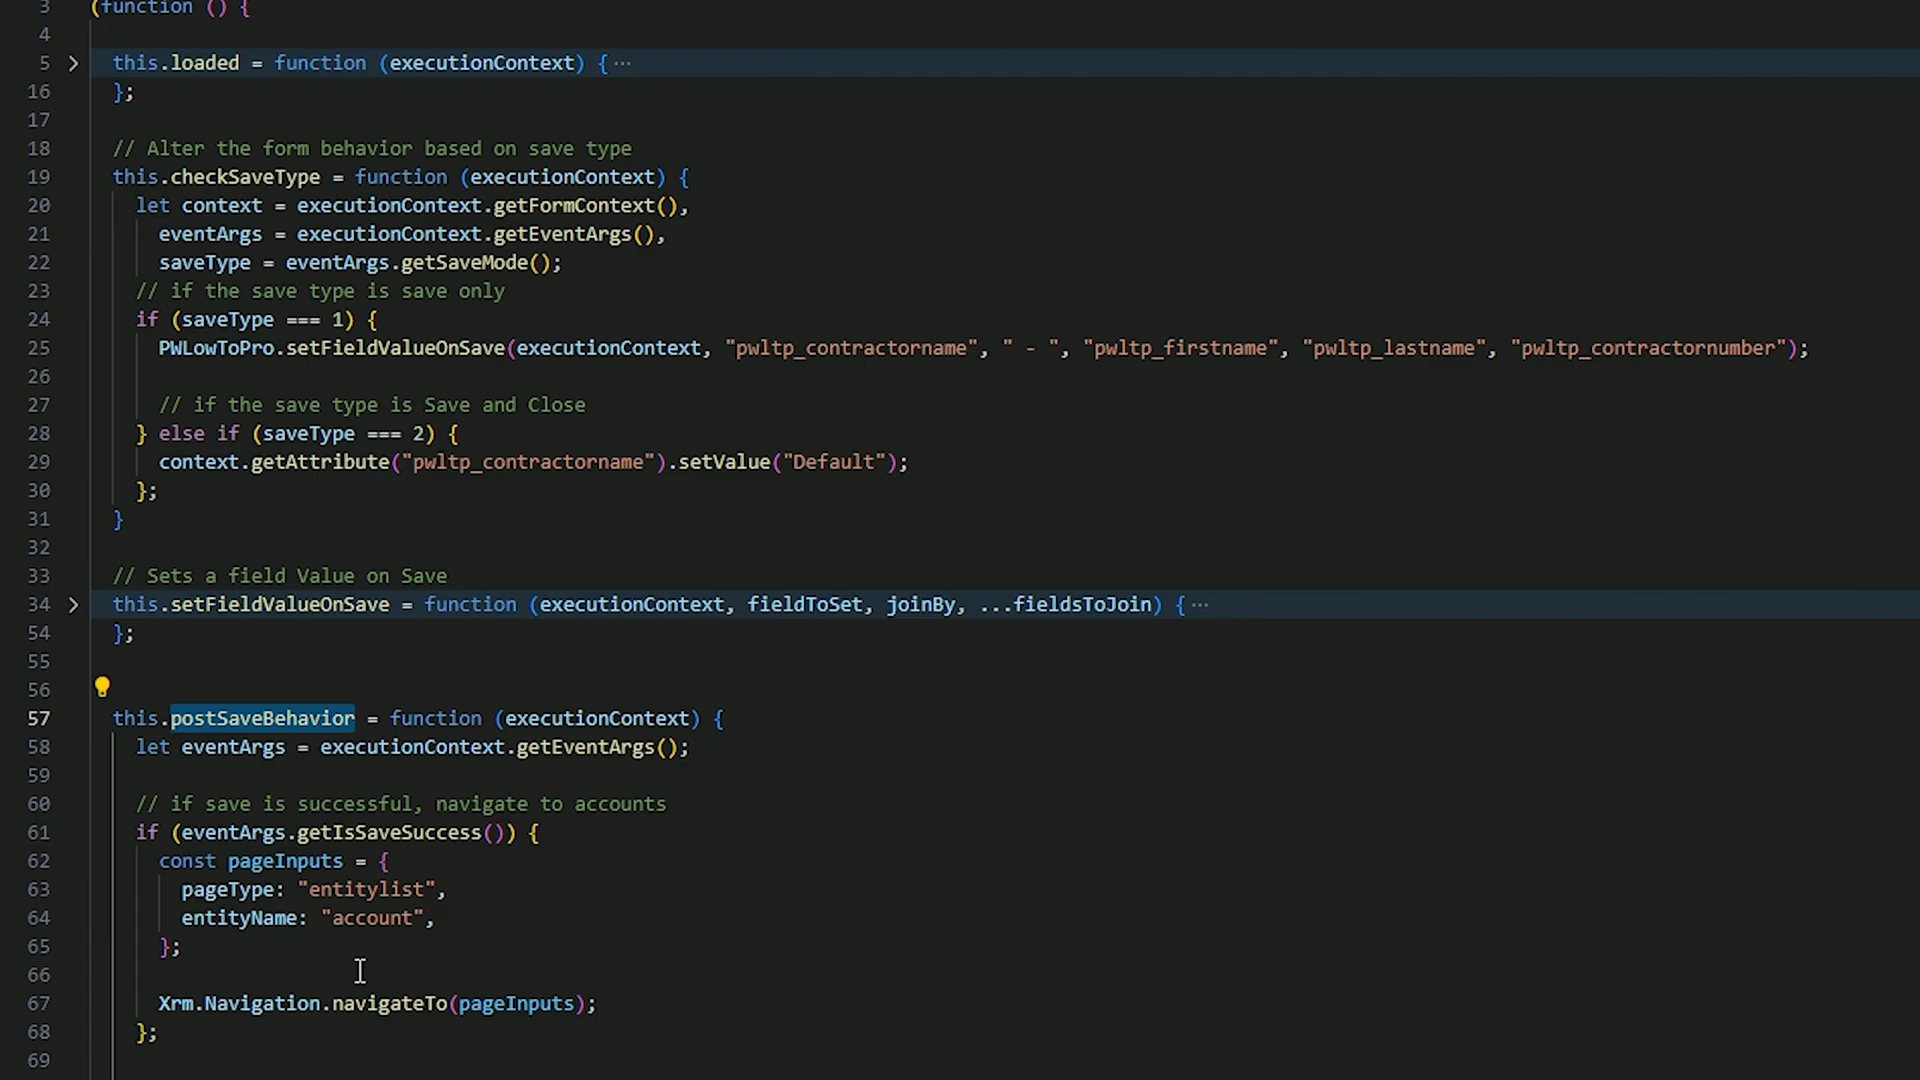 3 (function () {
4
5 this.loaded = function (executionContext) { ···
16 };
17
18 // Alter the form behavior based on save type
19 this.checkSaveType = function (executionContext) {
20 let context = executionContext.getFormContext(),
21 eventArgs = executionContext.getEventArgs(),
22 saveType = eventArgs.getSaveMode();
23 // if the save type is save only
24 if (saveType === 1) {
25 PWLowToPro.setFieldValueOnSave(executionContext, "pwltp_contractorname", " - ", "pwltp_firstname", "pwltp_lastname", "pwltp_contractornumber");
26
27 // if the save type is Save and Close
28 } else if (saveType === 2) {
29 context.getAttribute("pwltp_contractorname").setValue("Default");
30 };
31 }
32
33 // Sets a field Value on Save
34 this.setFieldValueOnSave = function (executionContext, fieldToSet, joinBy, ...fieldsToJoin) { ···
54 };
55
56
57 this.postSaveBehavior = function (executionContext) {
58 let eventArgs = executionContext.getEventArgs();
59
60 // if save is successful, navigate to accounts
61 if (eventArgs.getIsSaveSuccess()) {
62 const pageInputs = {
63 pageType: "entitylist",
64 entityName: "account",
65 };
66
67 Xrm.Navigation.navigateTo(pageInputs);
68 };
69